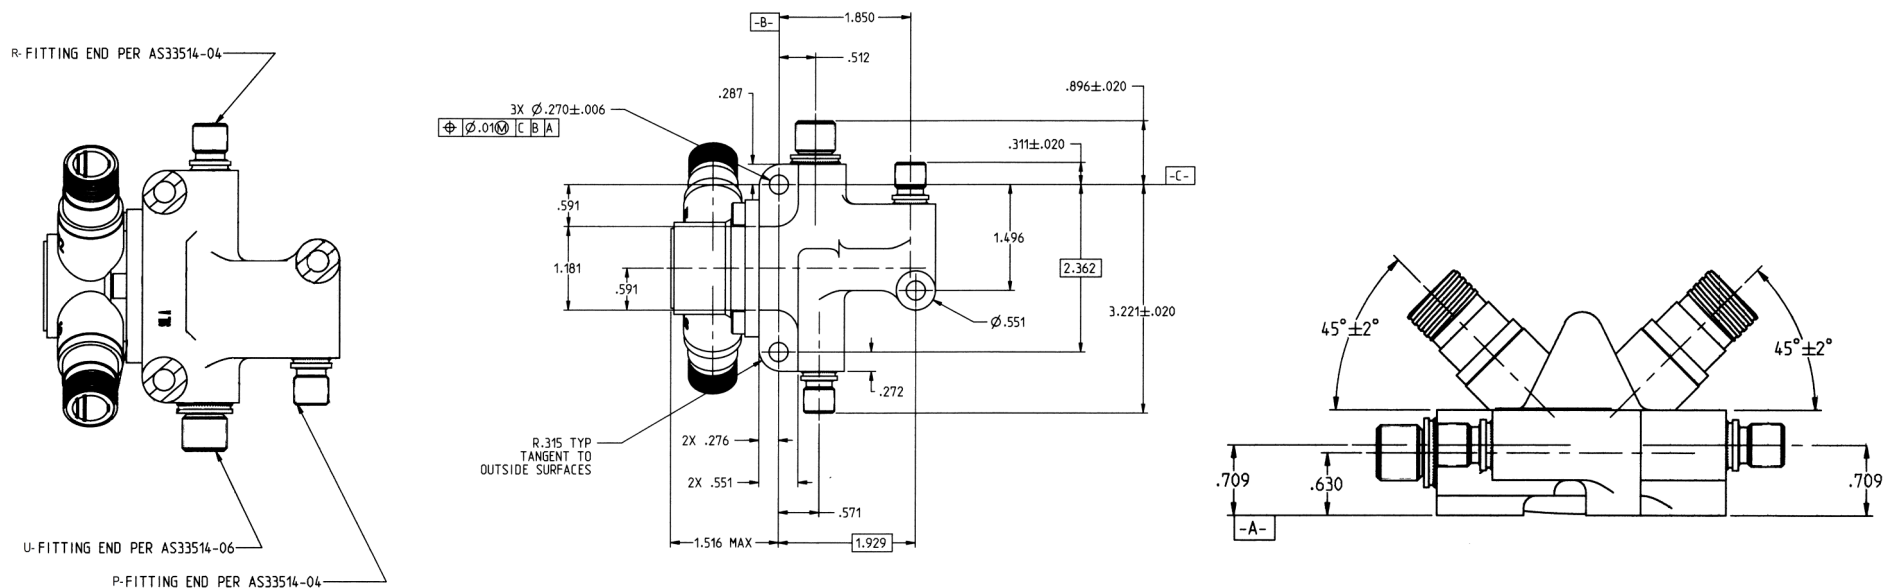 R-FITTING END PER AS33514-04
U-FITTING END PER AS33514-06
P-FITTING END PER AS33514-04
-B-
1.850
.512
.287
3X Ø.270±.006
⌖ Ø.01Ⓜ C B A
.896±.020
.311±.020
-C-
.591
1.181
.591
1.496
2.362
3.221±.020
Ø.551
.272
R.315 TYP
TANGENT TO
OUTSIDE SURFACES
2X .276
2X .551
.571
1.516 MAX
1.929
45°±2°
45°±2°
.709
.630
.709
-A-